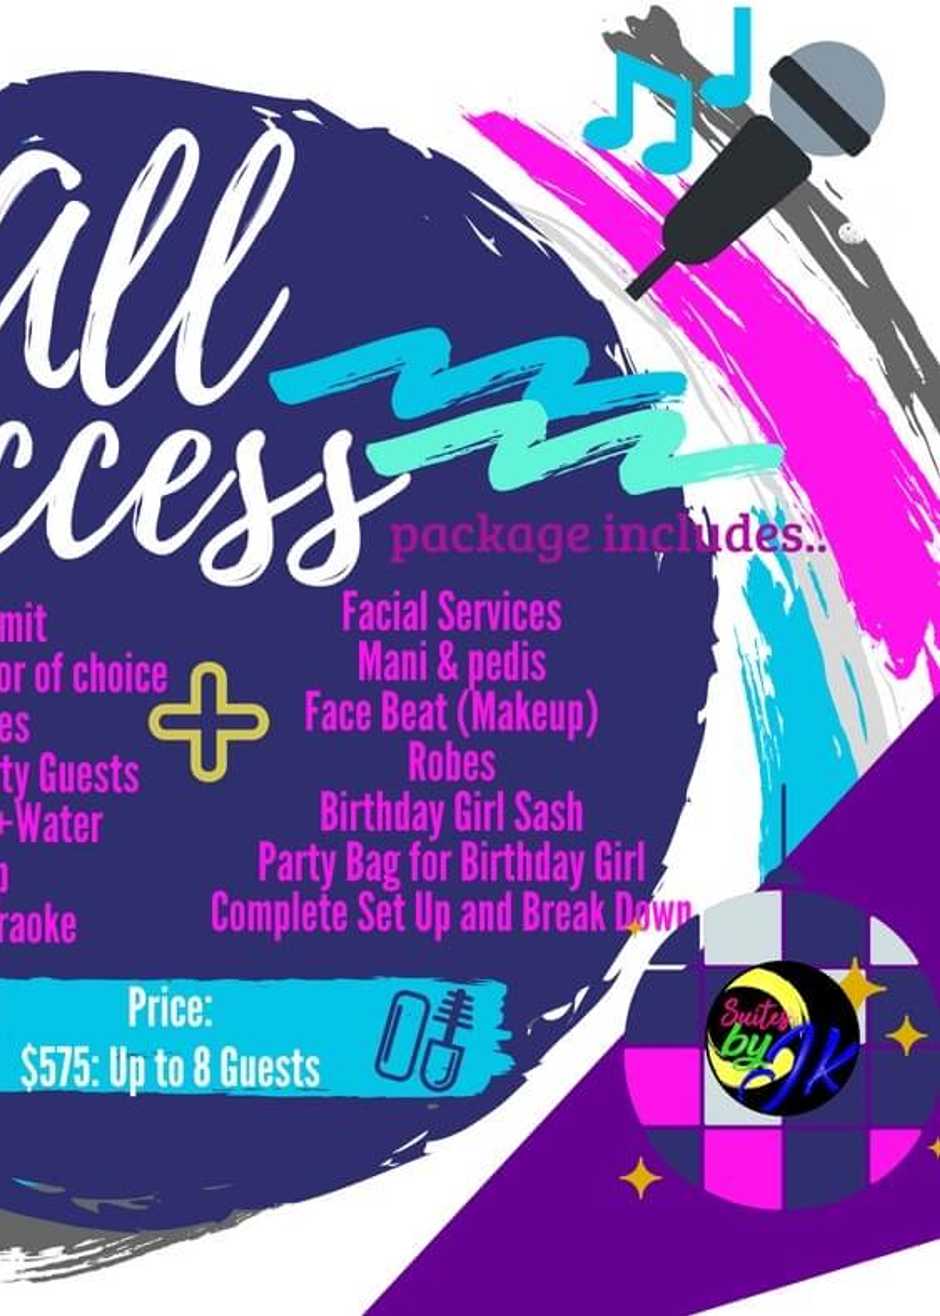 All
ccess
package includes..
mit
or of choice
es
ty Guests
+Water
p
raoke
Facial Services
Mani & pedis
Face Beat (Makeup)
Robes
Birthday Girl Sash
Party Bag for Birthday Girl
Complete Set Up and Break Down
Price:
$575: Up to 8 Guests
Suites
by JK